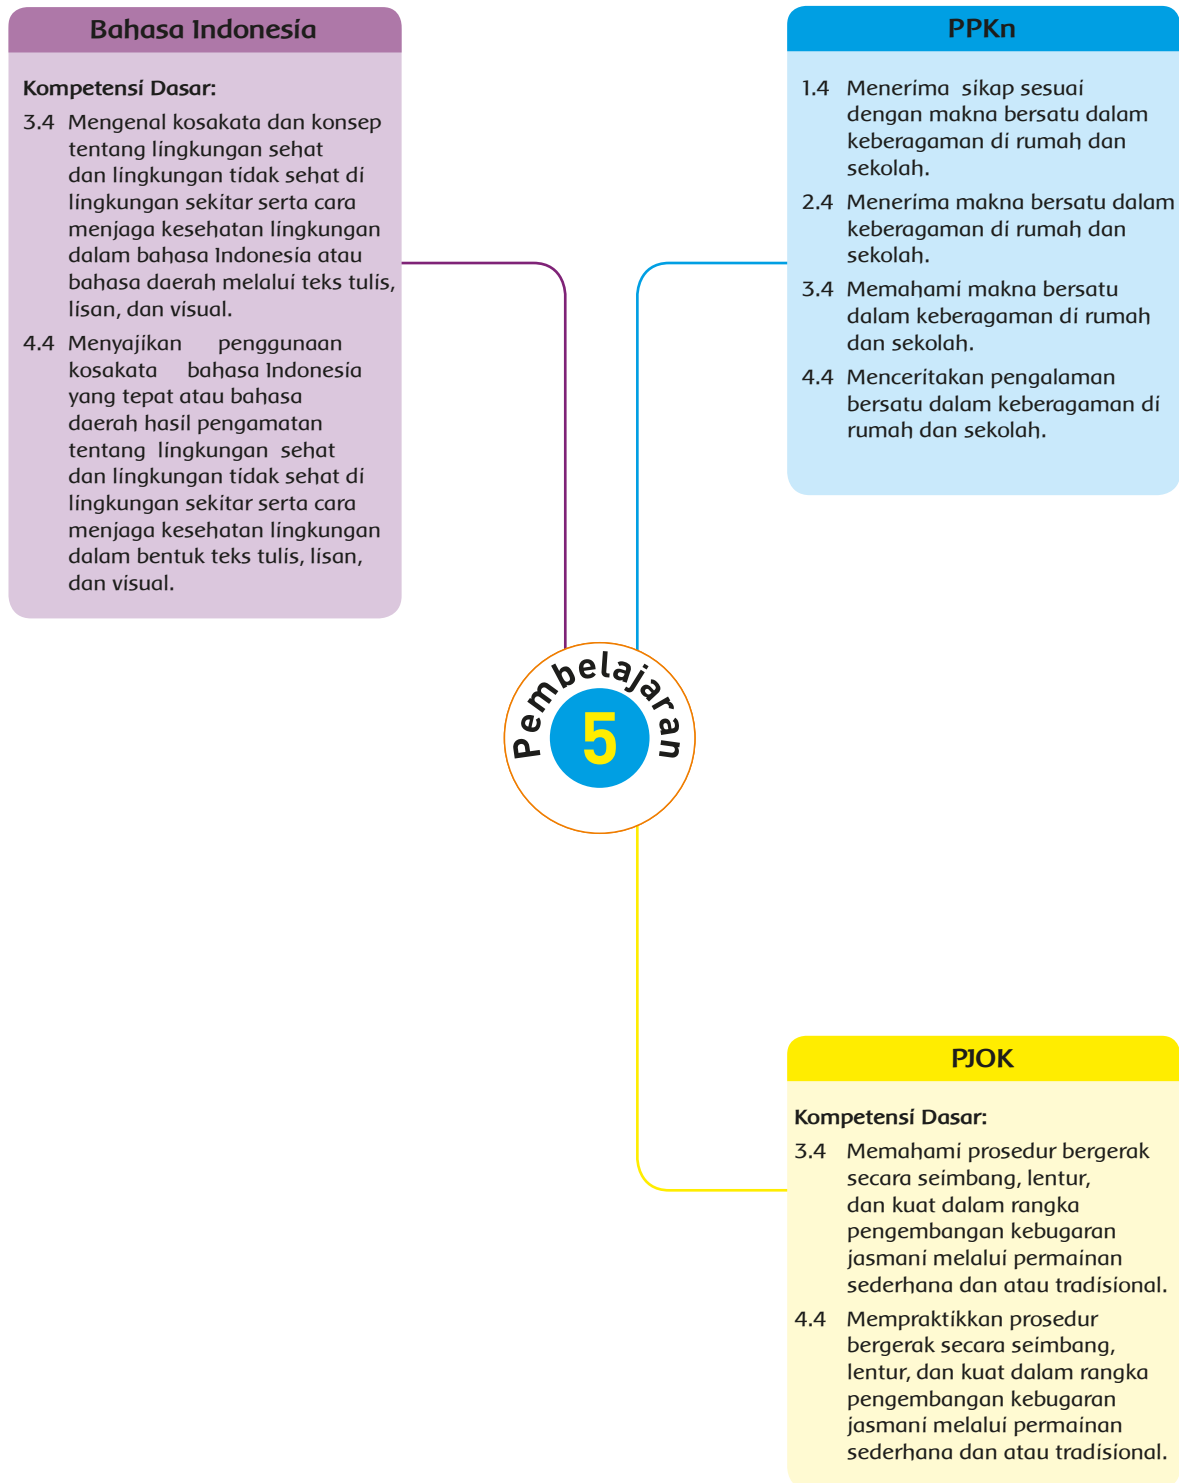 Bahasa Indonesia
Kompetensi Dasar:
3.4 Mengenal kosakata dan konsep
tentang lingkungan sehat
dan lingkungan tidak sehat di
lingkungan sekitar serta cara
menjaga kesehatan lingkungan
dalam bahasa Indonesia atau
bahasa daerah melalui teks tulis,
lisan, dan visual.
4.4 Menyajikan penggunaan
kosakata bahasa Indonesia
yang tepat atau bahasa
daerah hasil pengamatan
tentang lingkungan sehat
dan lingkungan tidak sehat di
lingkungan sekitar serta cara
menjaga kesehatan lingkungan
dalam bentuk teks tulis, lisan,
dan visual.
PPKn
1.4 Menerima sikap sesuai
dengan makna bersatu dalam
keberagaman di rumah dan
sekolah.
2.4 Menerima makna bersatu dalam
keberagaman di rumah dan
sekolah.
3.4 Memahami makna bersatu
dalam keberagaman di rumah
dan sekolah.
4.4 Menceritakan pengalaman
bersatu dalam keberagaman di
rumah dan sekolah.
Pembelajaran
5
PJOK
Kompetensi Dasar:
3.4 Memahami prosedur bergerak
secara seimbang, lentur,
dan kuat dalam rangka
pengembangan kebugaran
jasmani melalui permainan
sederhana dan atau tradisional.
4.4 Mempraktikkan prosedur
bergerak secara seimbang,
lentur, dan kuat dalam rangka
pengembangan kebugaran
jasmani melalui permainan
sederhana dan atau tradisional.